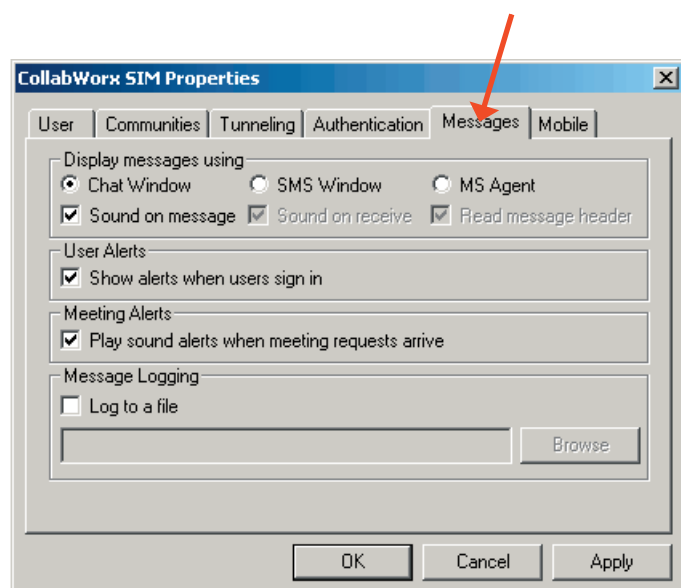 CollabWorx SIM Properties
User Communities Tunneling Authentication Messages Mobile
Display messages using
Chat Window SMS Window MS Agent
Sound on message Sound on receive Read message header
User Alerts
Show alerts when users sign in
Meeting Alerts
Play sound alerts when meeting requests arrive
Message Logging
Log to a file
Browse
OK Cancel Apply